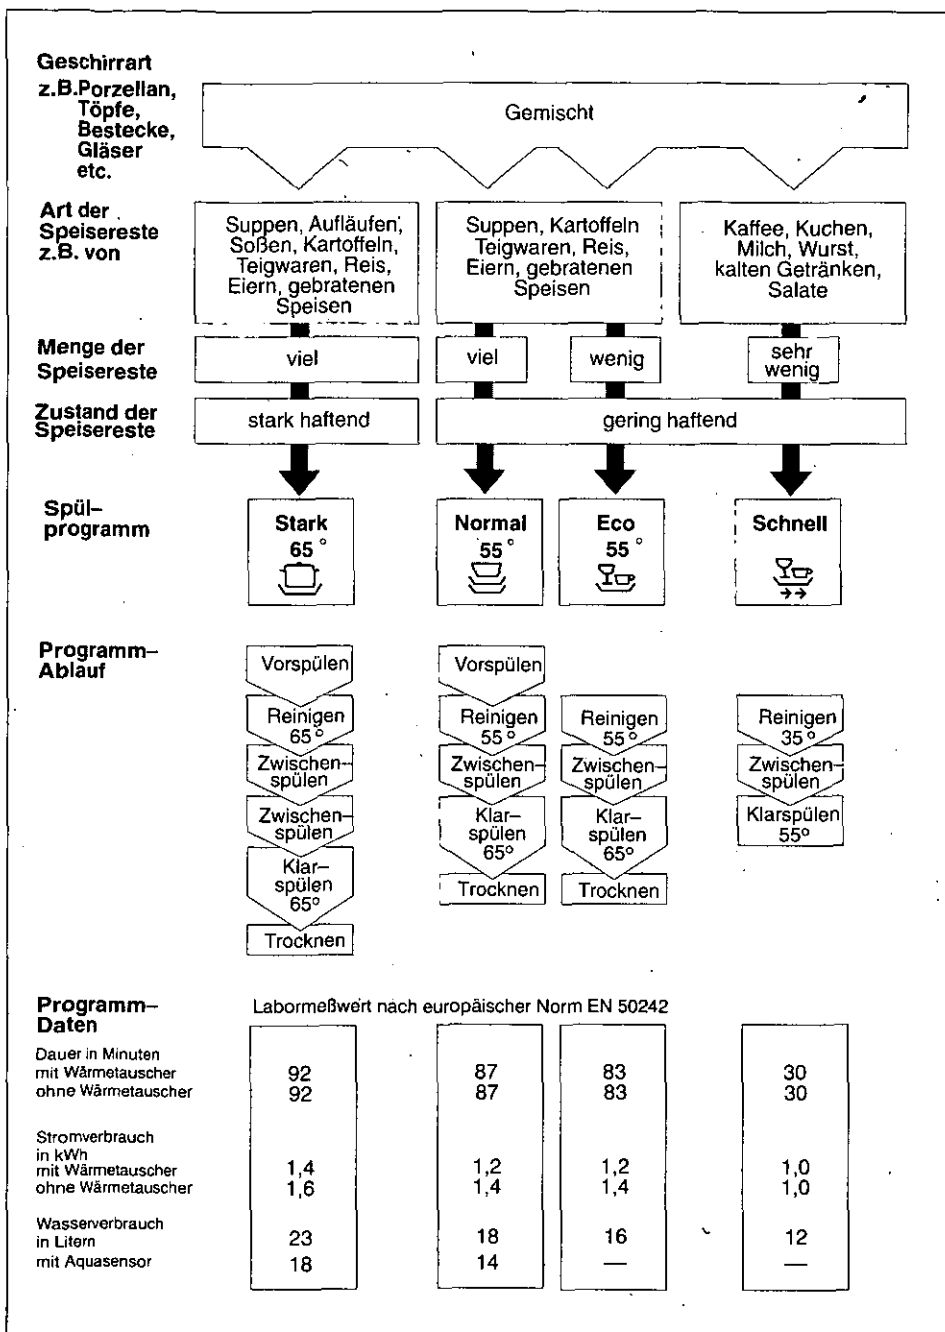 Geschirrart
z.B.Porzellan,
Töpfe,
Bestecke,
Gläser
etc.
Gemischt
Art der
Speisereste
z.B. von
Suppen, Aufläufen,
Soßen, Kartoffeln,
Teigwaren, Reis,
Eiern, gebratenen
Speisen
Suppen, Kartoffeln
Teigwaren, Reis,
Eiern, gebratenen
Speisen
Kaffee, Kuchen,
Milch, Wurst,
kalten Getränken,
Salate
Menge der
Speisereste
viel
viel
wenig
sehr
wenig
Zustand der
Speisereste
stark haftend
gering haftend
Spül–
programm
Stark
65°
Normal
55°
Eco
55°
Schnell
Programm–
Ablauf
Vorspülen
Reinigen
65°
Zwischen–
spülen
Zwischen–
spülen
Klar–
spülen
65°
Trocknen
Vorspülen
Reinigen
55°
Zwischen–
spülen
Klar–
spülen
65°
Trocknen
Reinigen
55°
Zwischen–
spülen
Klar–
spülen
65°
Trocknen
Reinigen
35°
Zwischen–
spülen
Klarspülen
55°
Programm–
Daten
Labormeßwert nach europäischer Norm EN 50242
Dauer in Minuten
mit Wärmetauscher 92 87 83 30
ohne Wärmetauscher 92 87 83 30
Stromverbrauch
in kWh
mit Wärmetauscher 1,4 1,2 1,2 1,0
ohne Wärmetauscher 1,6 1,4 1,4 1,0
Wasserverbrauch
in Litern 23 18 16 12
mit Aquasensor 18 14 — —